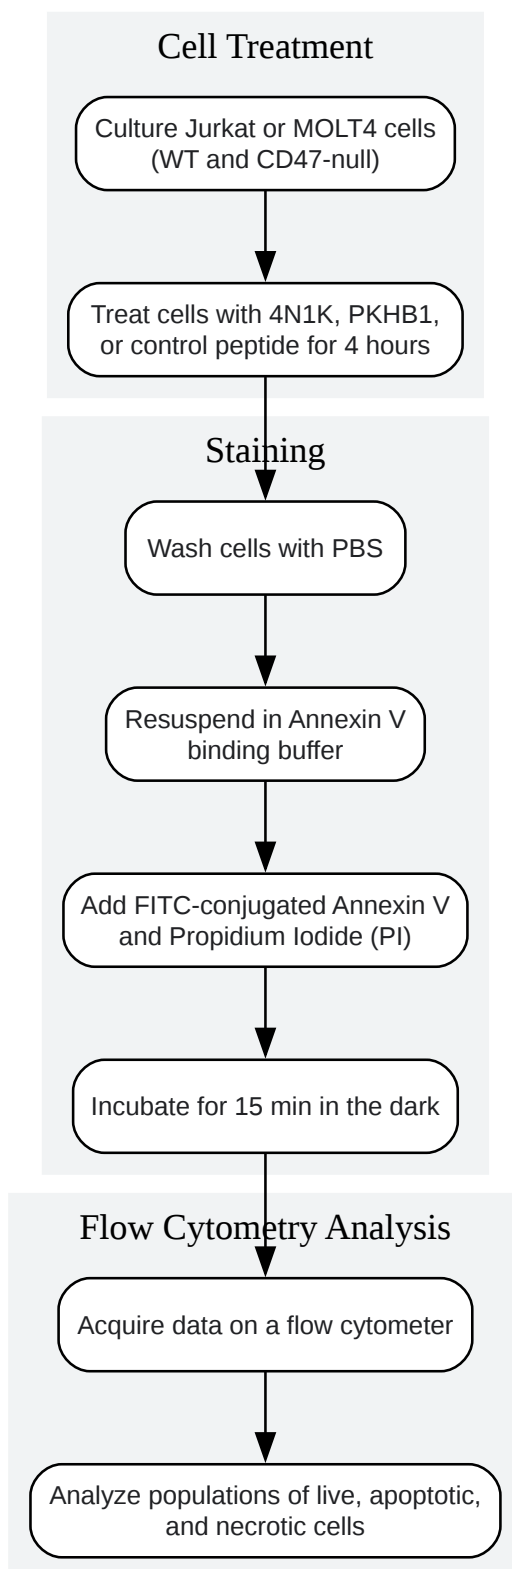 Cell Treatment
Culture Jurkat or MOLT4 cells
(WT and CD47-null)
Treat cells with 4N1K, PKHB1,
or control peptide for 4 hours
Staining
Wash cells with PBS
Resuspend in Annexin V
binding buffer
Add FITC-conjugated Annexin V
and Propidium Iodide (PI)
Incubate for 15 min in the dark
Flow Cytometry Analysis
Acquire data on a flow cytometer
Analyze populations of live, apoptotic,
and necrotic cells